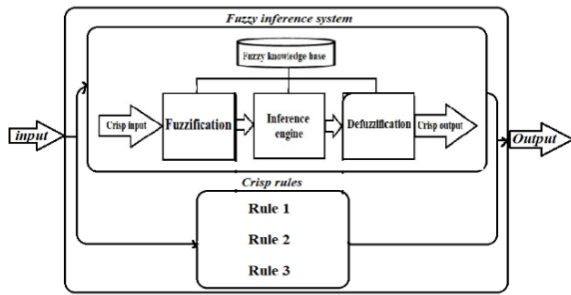 Fuzzy inference system
Fuzzy knowledge base
input
Crisp input
Fuzzification
Inference
engine
Defuzzification
Crisp output
Output
Crisp rules
Rule 1
Rule 2
Rule 3